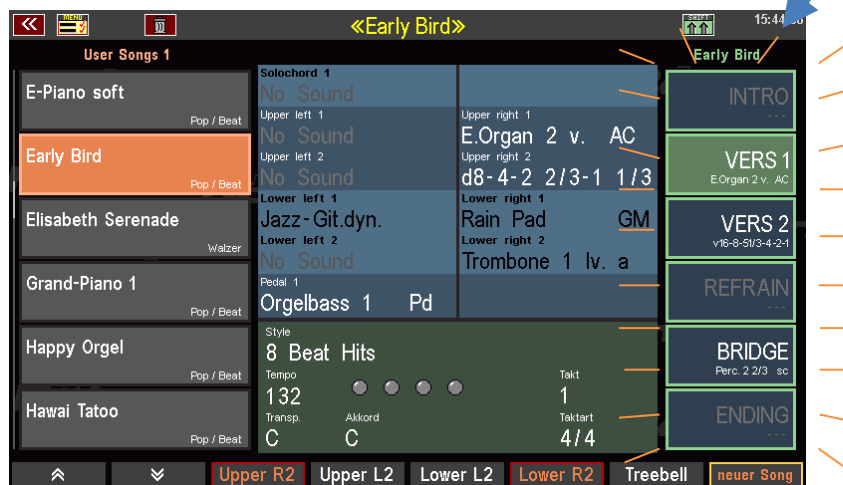 MENU
«Early Bird»
SHIFT
15:44
User Songs 1
Early Bird
E-Piano soft
Pop / Beat
Early Bird
Pop / Beat
Elisabeth Serenade
Walzer
Grand-Piano 1
Pop / Beat
Happy Orgel
Pop / Beat
Hawai Tatoo
Pop / Beat
Solochord 1
No Sound
Upper left 1
No Sound
Upper right 1
E.Organ 2 v. AC
Upper left 2
No Sound
Upper right 2
d8-4-2 2/3-1 1/3
Lower left 1
Jazz-Git.dyn.
Lower right 1
Rain Pad GM
Lower left 2
No Sound
Lower right 2
Trombone 1 lv. a
Pedal 1
Orgelbass 1 Pd
Style
8 Beat Hits
Tempo
132
Takt
1
Transp.
C
Akkord
C
Taktart
4/4
INTRO
---
VERS 1
E.Organ 2 v. AC
VERS 2
v16-8-51/3-4-2-1
REFRAIN
---
BRIDGE
Perc. 2 2/3 sc
ENDING
---
Upper R2
Upper L2
Lower L2
Lower R2
Treebell
neuer Song